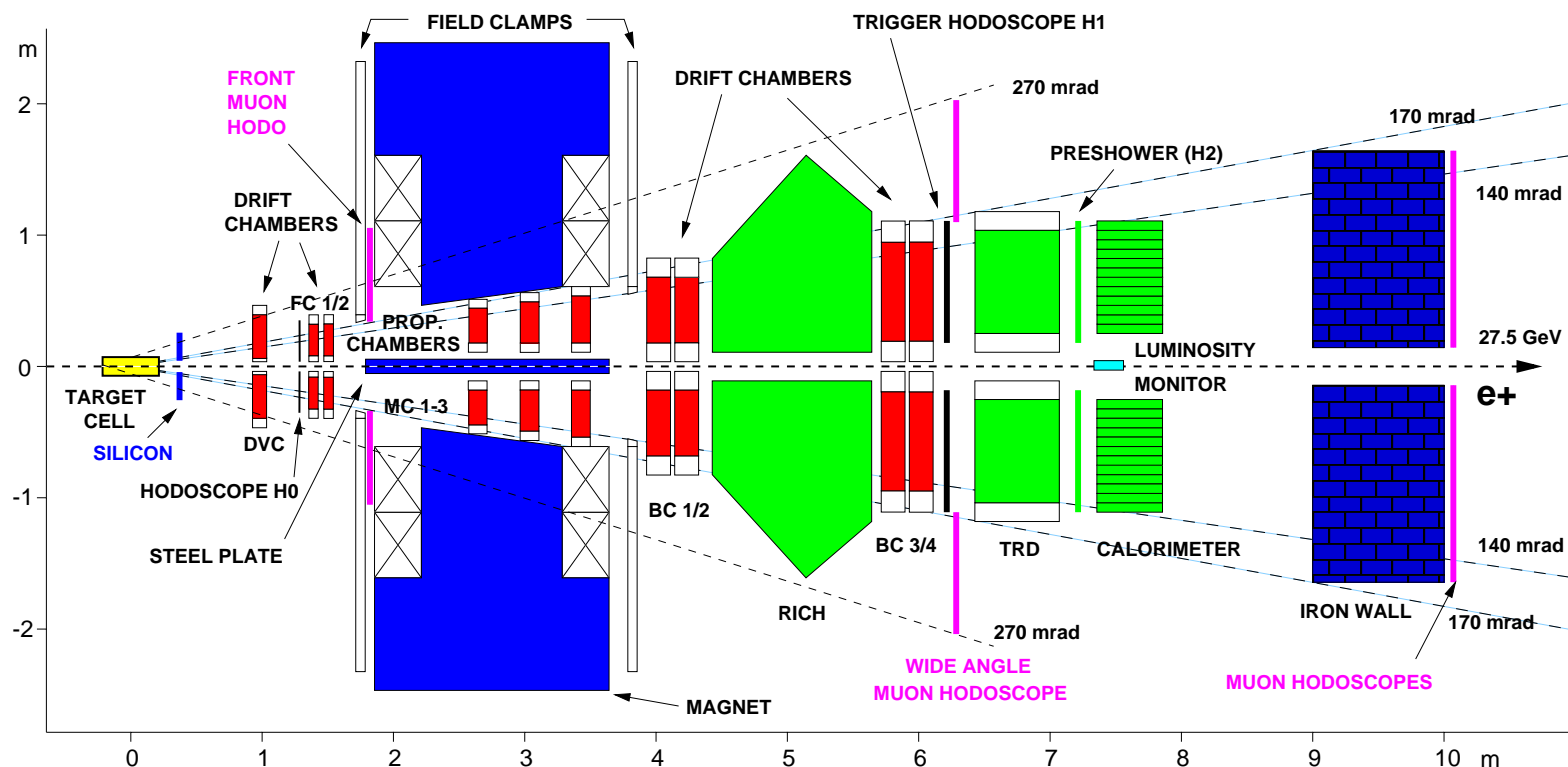 FIELD CLAMPS
TRIGGER HODOSCOPE H1
m
FRONT
MUON
HODO
DRIFT CHAMBERS
270 mrad
2
170 mrad
PRESHOWER (H2)
DRIFT
CHAMBERS
140 mrad
1
FC 1/2
PROP.
CHAMBERS
27.5 GeV
LUMINOSITY
0
MONITOR
e+
TARGET
CELL
MC 1-3
SILICON
DVC
HODOSCOPE H0
-1
BC 1/2
STEEL PLATE
BC 3/4
TRD
CALORIMETER
140 mrad
RICH
IRON WALL
170 mrad
-2
270 mrad
WIDE ANGLE
MUON HODOSCOPE
MUON HODOSCOPES
MAGNET
0 1 2 3 4 5 6 7 8 9 10 m